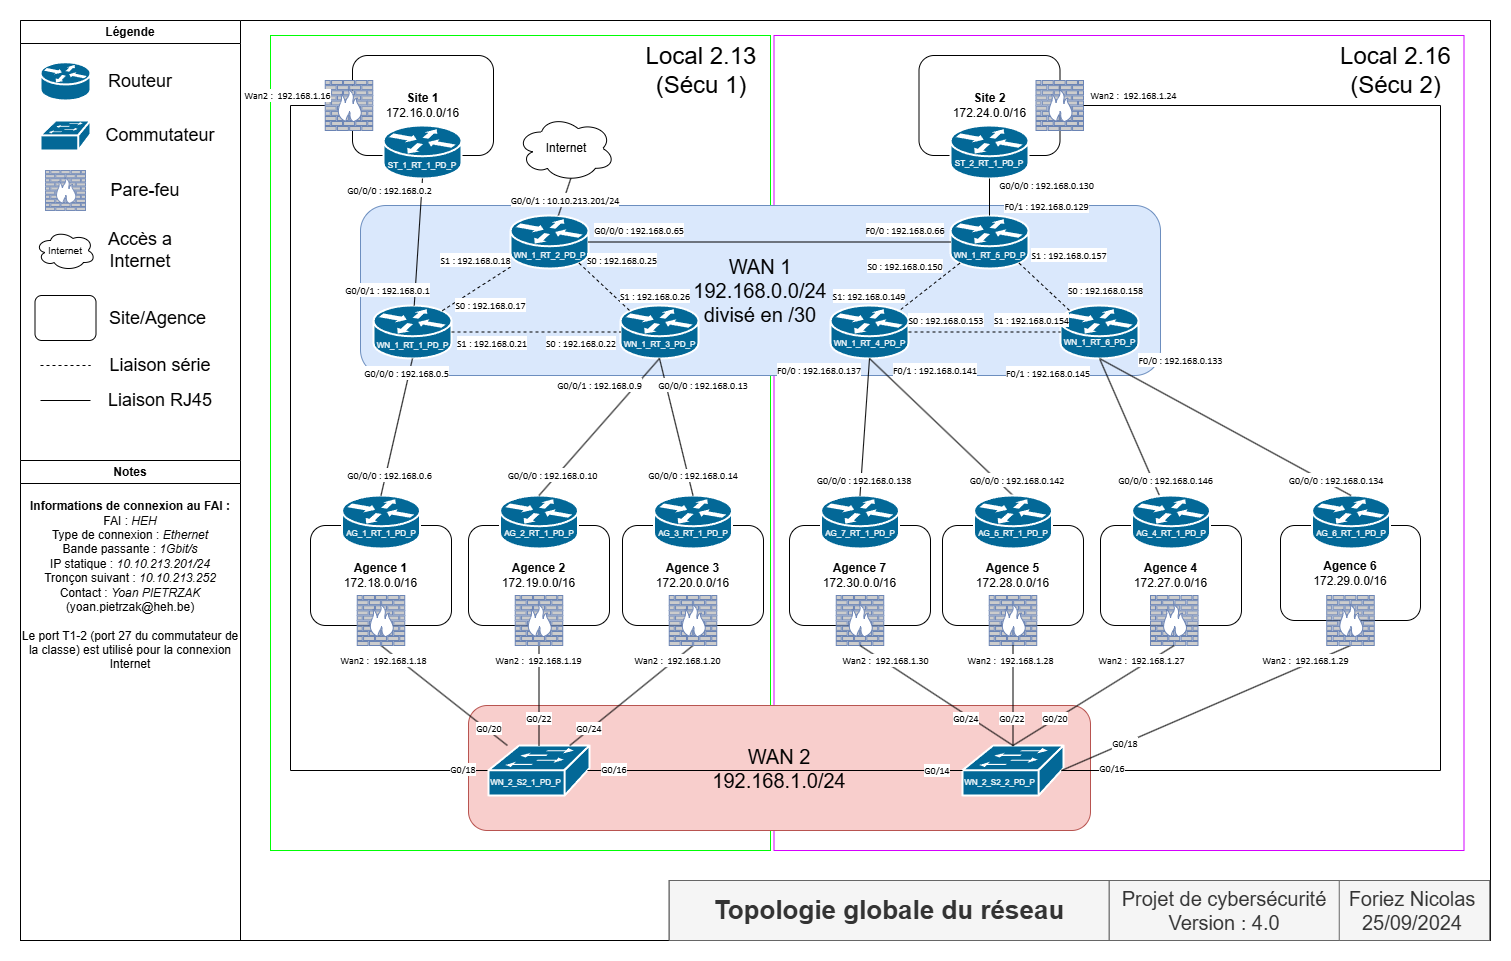 Légende
Routeur
Commutateur
Pare-feu
Internet
Accès a
Internet
Site/Agence
Liaison série
Liaison RJ45
Notes
Informations de connexion au FAI :
FAI : HEH
Type de connexion : Ethernet
Bande passante : 1Gbit/s
IP statique : 10.10.213.201/24
Tronçon suivant : 10.10.213.252
Contact : Yoan PIETRZAK
(yoan.pietrzak@heh.be)
Le port T1-2 (port 27 du commutateur de
la classe) est utilisé pour la connexion
Internet
Local 2.13
(Sécu 1)
Local 2.16
(Sécu 2)
Wan2 : 192.168.1.16
Site 1
172.16.0.0/16
ST_1_RT_1_PD_P
G0/0/0 : 192.168.0.2
Internet
G0/0/1 : 10.10.213.201/24
Site 2
172.24.0.0/16
ST_2_RT_1_PD_P
Wan2 : 192.168.1.24
G0/0/0 : 192.168.0.130
F0/1 : 192.168.0.129
WN_1_RT_2_PD_P
G0/0/0 : 192.168.0.65
F0/0 : 192.168.0.66
WN_1_RT_5_PD_P
S1 : 192.168.0.18
S0 : 192.168.0.25
S0 : 192.168.0.150
S1 : 192.168.0.157
WAN 1
192.168.0.0/24
divisé en /30
G0/0/1 : 192.168.0.1
S0 : 192.168.0.17
S1 : 192.168.0.26
S1 : 192.168.0.149
S0 : 192.168.0.158
WN_1_RT_1_PD_P
S1 : 192.168.0.21
S0 : 192.168.0.22
WN_1_RT_3_PD_P
WN_1_RT_4_PD_P
S0 : 192.168.0.153
S1 : 192.168.0.154
WN_1_RT_6_PD_P
G0/0/0 : 192.168.0.5
G0/0/1 : 192.168.0.9
G0/0/0 : 192.168.0.13
F0/0 : 192.168.0.137
F0/1 : 192.168.0.141
F0/1 : 192.168.0.145
F0/0 : 192.168.0.133
G0/0/0 : 192.168.0.6
G0/0/0 : 192.168.0.10
G0/0/0 : 192.168.0.14
G0/0/0 : 192.168.0.138
G0/0/0 : 192.168.0.142
G0/0/0 : 192.168.0.146
G0/0/0 : 192.168.0.134
AG_1_RT_1_PD_P
AG_2_RT_1_PD_P
AG_3_RT_1_PD_P
AG_7_RT_1_PD_P
AG_5_RT_1_PD_P
AG_4_RT_1_PD_P
AG_6_RT_1_PD_P
Agence 1
172.18.0.0/16
Agence 2
172.19.0.0/16
Agence 3
172.20.0.0/16
Agence 7
172.30.0.0/16
Agence 5
172.28.0.0/16
Agence 4
172.27.0.0/16
Agence 6
172.29.0.0/16
Wan2 : 192.168.1.18
Wan2 : 192.168.1.19
Wan2 : 192.168.1.20
Wan2 : 192.168.1.30
Wan2 : 192.168.1.28
Wan2 : 192.168.1.27
Wan2 : 192.168.1.29
G0/20
G0/22
G0/24
G0/24
G0/22
G0/20
G0/18
G0/18
WN_2_S2_1_PD_P
G0/16
WAN 2
192.168.1.0/24
G0/14
WN_2_S2_2_PD_P
G0/16
Topologie globale du réseau
Projet de cybersécurité
Version : 4.0
Foriez Nicolas
25/09/2024